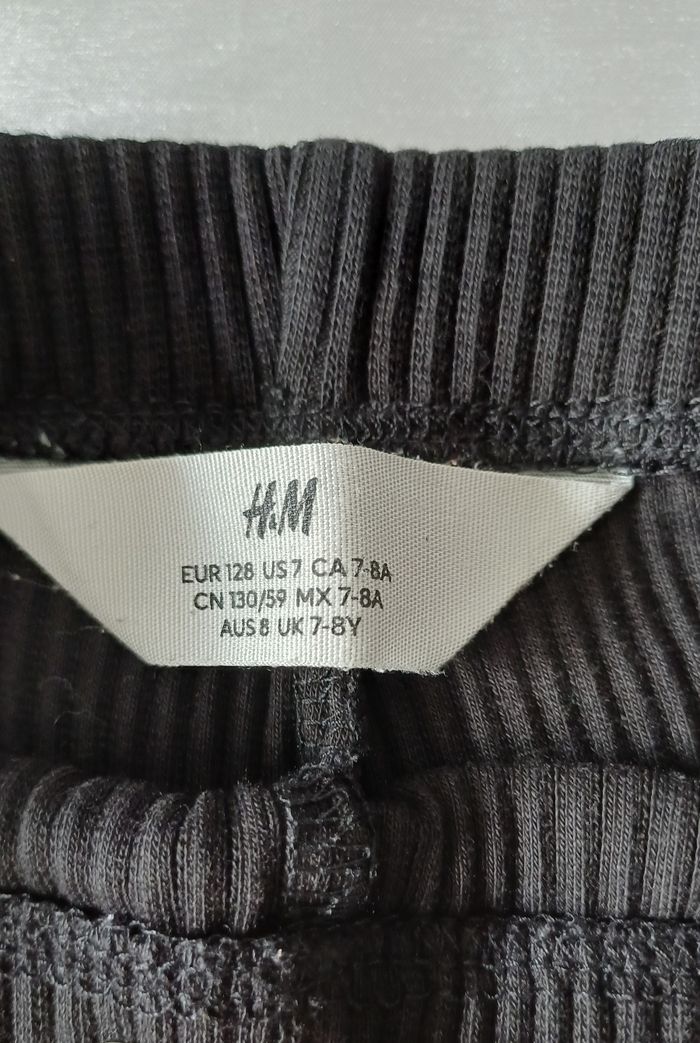 H&M
EUR 128 US 7 CA 7-8A
CN 130/59 MX 7-8A
AUS 8 UK 7-8Y